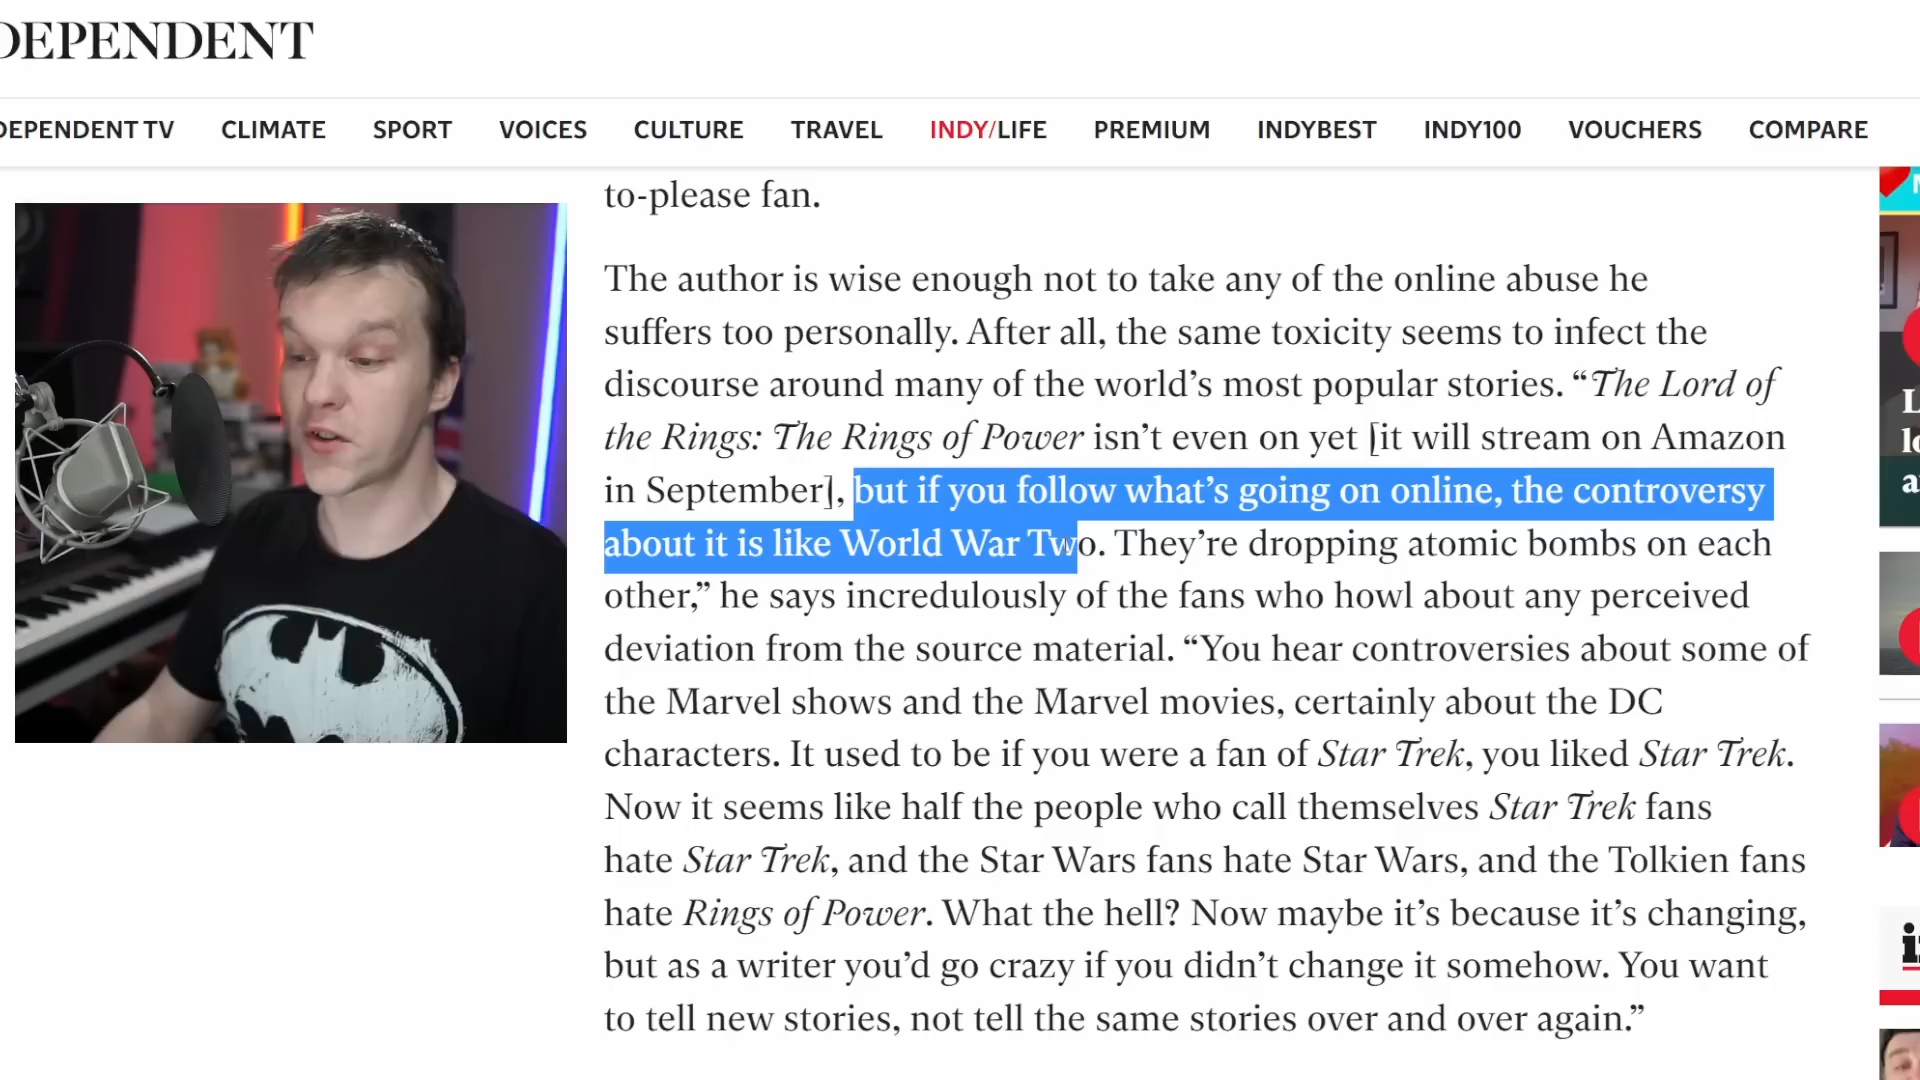 DEPENDENT
DEPENDENT TV CLIMATE SPORT VOICES CULTURE TRAVEL INDY/LIFE PREMIUM INDYBEST INDY100 VOUCHERS COMPARE
to-please fan.
The author is wise enough not to take any of the online abuse he
suffers too personally. After all, the same toxicity seems to infect the
discourse around many of the world’s most popular stories. “The Lord of
the Rings: The Rings of Power isn’t even on yet [it will stream on Amazon
in September], but if you follow what’s going on online, the controversy
about it is like World War Two. They’re dropping atomic bombs on each
other,” he says incredulously of the fans who howl about any perceived
deviation from the source material. “You hear controversies about some of
the Marvel shows and the Marvel movies, certainly about the DC
characters. It used to be if you were a fan of Star Trek, you liked Star Trek.
Now it seems like half the people who call themselves Star Trek fans
hate Star Trek, and the Star Wars fans hate Star Wars, and the Tolkien fans
hate Rings of Power. What the hell? Now maybe it’s because it’s changing,
but as a writer you’d go crazy if you didn’t change it somehow. You want
to tell new stories, not tell the same stories over and over again.”